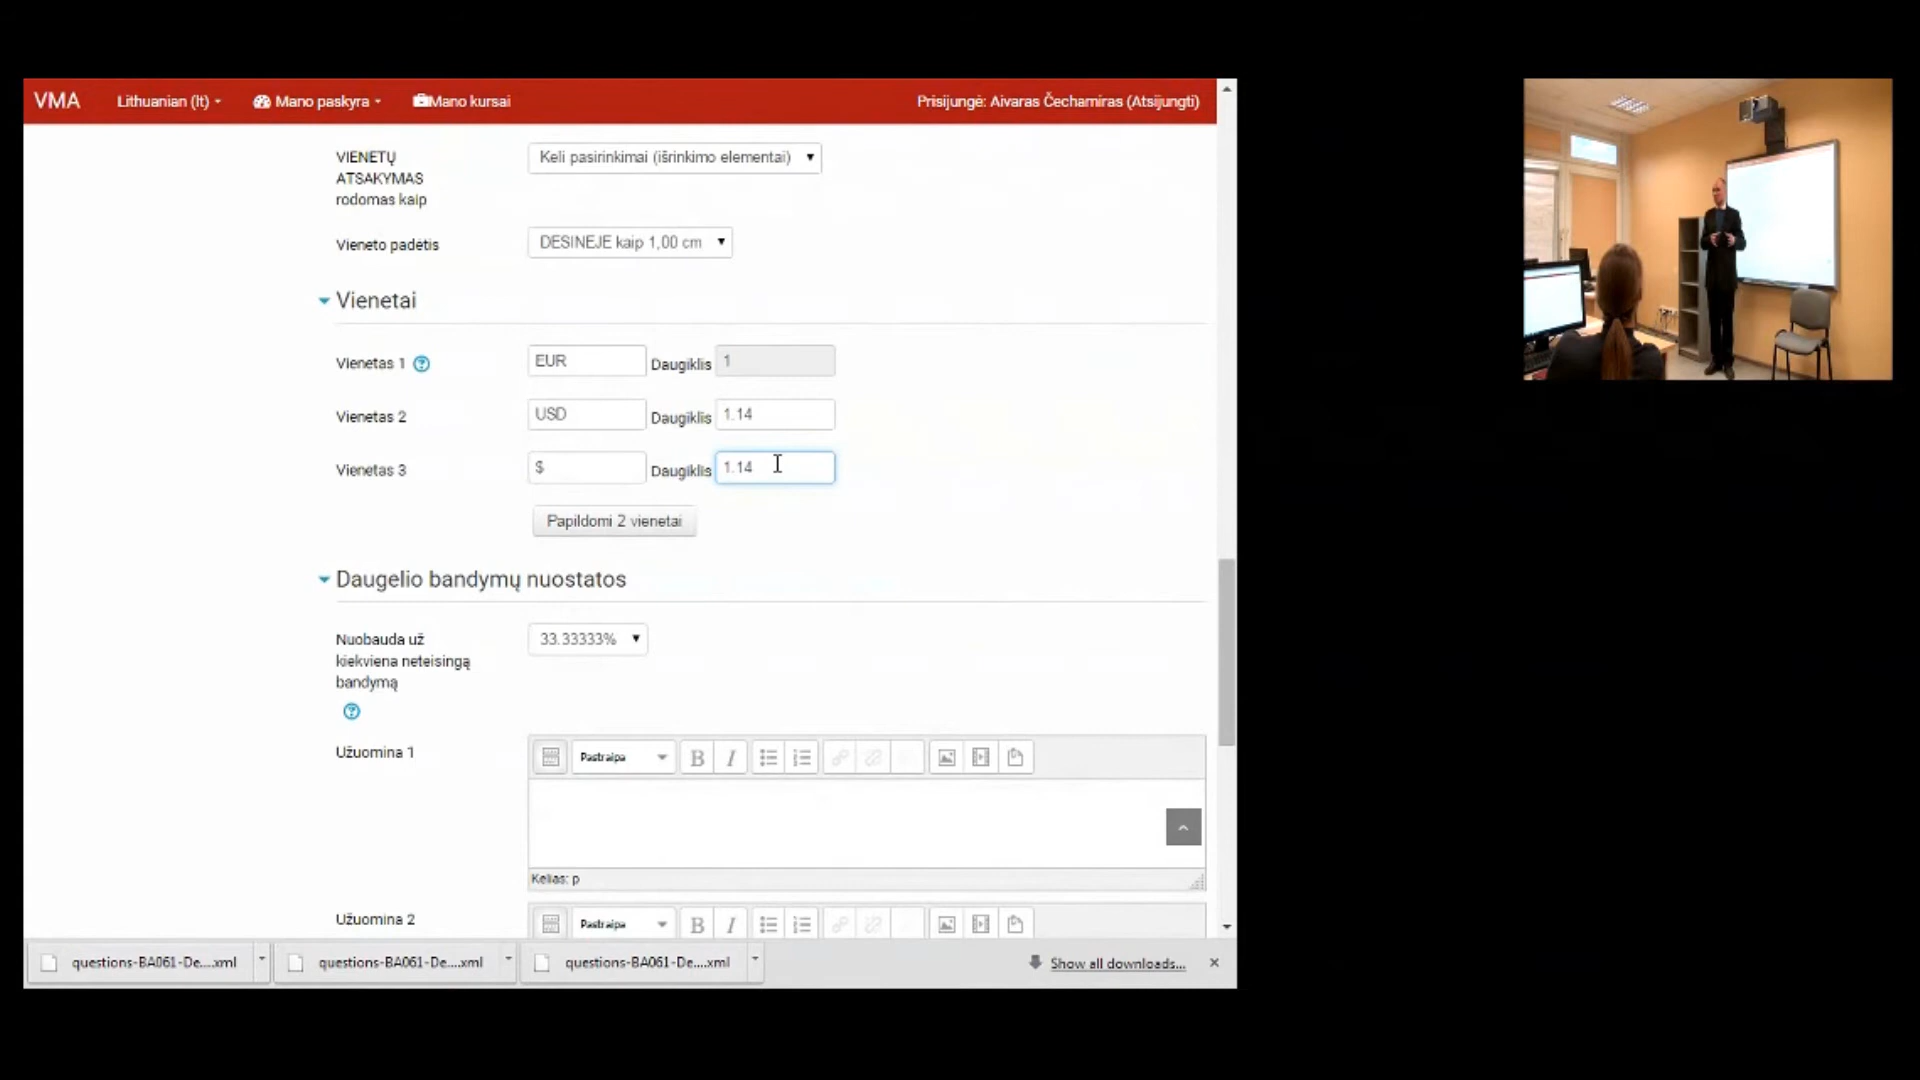 VMA Lithuanian (lt) Mano paskyra Mano kursai Prisijungė: Aivaras Čechamiras (Atsijungti)
VIENETŲ
ATSAKYMAS
rodomas kaip
Keli pasirinkimai (išrinkimo elementai)
Vieneto padėtis DEŠINĖJE kaip 1,00 cm
Vienetai
Vienetas 1 EUR Daugiklis 1
Vienetas 2 USD Daugiklis 1.14
Vienetas 3 $ Daugiklis 1.14
Papildomi 2 vienetai
Daugelio bandymų nuostatos
Nuobauda už
kiekvieną neteisingą
bandymą
33.33333%
Užuomina 1
Pastraipa B I
Kelias: p
Užuomina 2
Pastraipa B I
questions-BA061-De....xml questions-BA061-De....xml questions-BA061-De....xml Show all downloads...